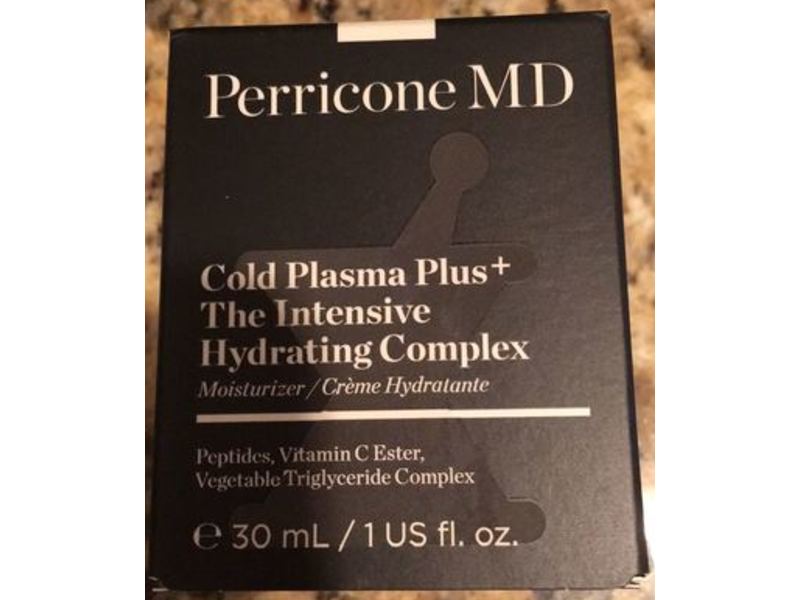 Perricone MD
Cold Plasma Plus+
The Intensive
Hydrating Complex
Moisturizer / Crème Hydratante
Peptides, Vitamin C Ester,
Vegetable Triglyceride Complex
℮ 30 mL / 1 US fl. oz.